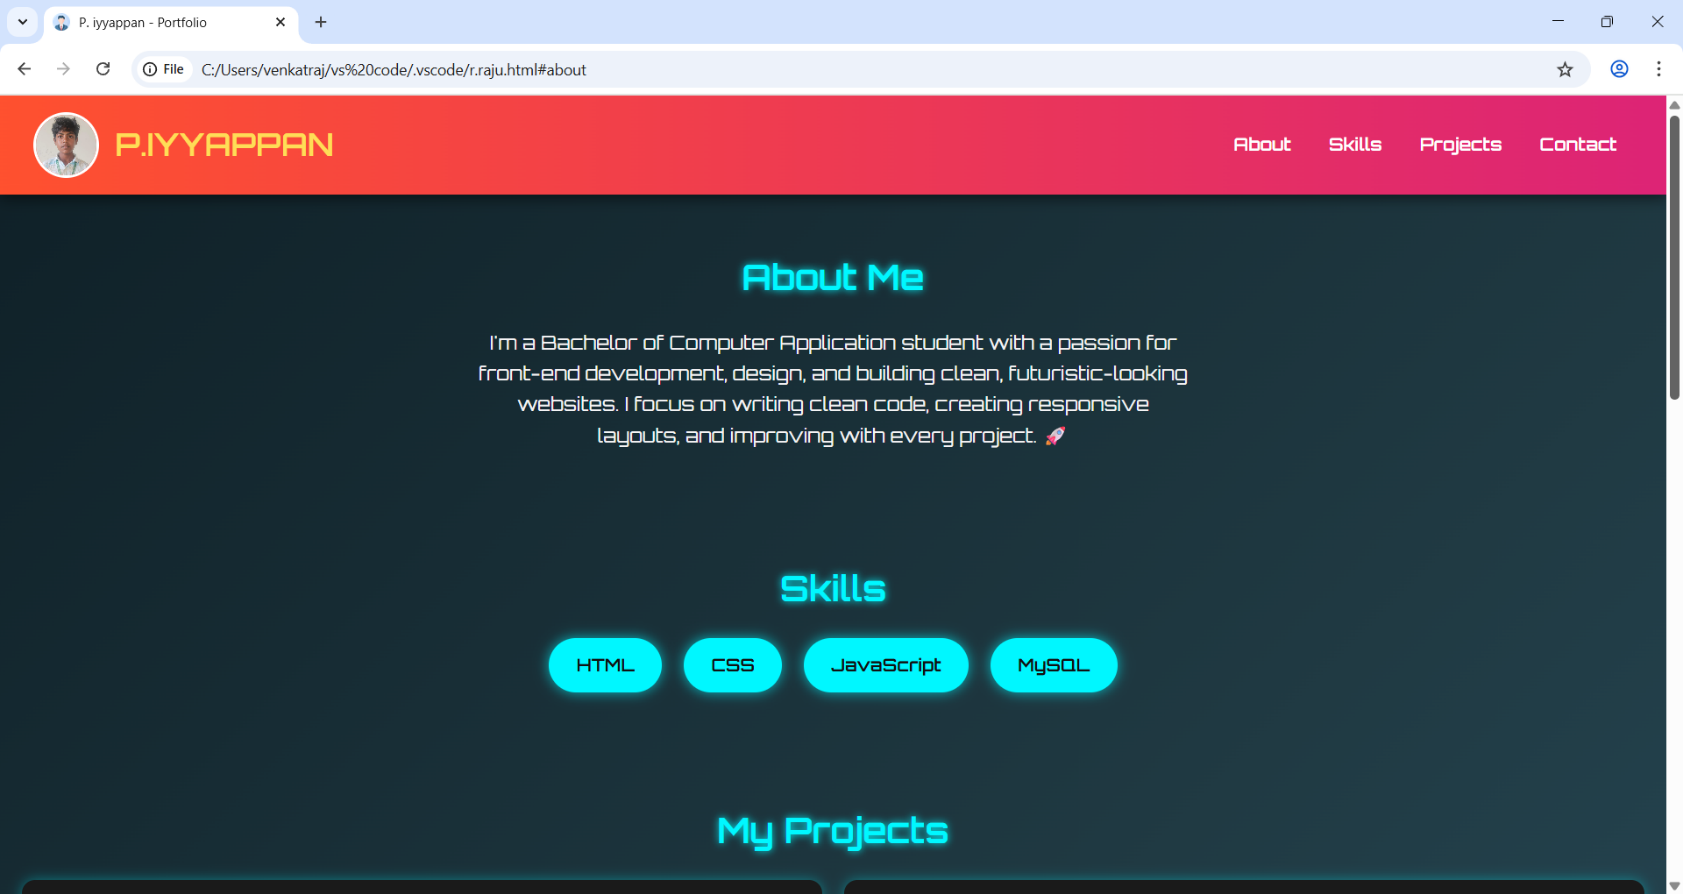 P. iyyappan - Portfolio
File C:/Users/venkatraj/vs%20code/.vscode/r.raju.html#about
P.IYYAPPAN
About Skills Projects Contact
About Me
I'm a Bachelor of Computer Application student with a passion for
front-end development, design, and building clean, futuristic-looking
websites. I focus on writing clean code, creating responsive
layouts, and improving with every project. 🚀
Skills
HTML CSS JavaScript MySQL
My Projects